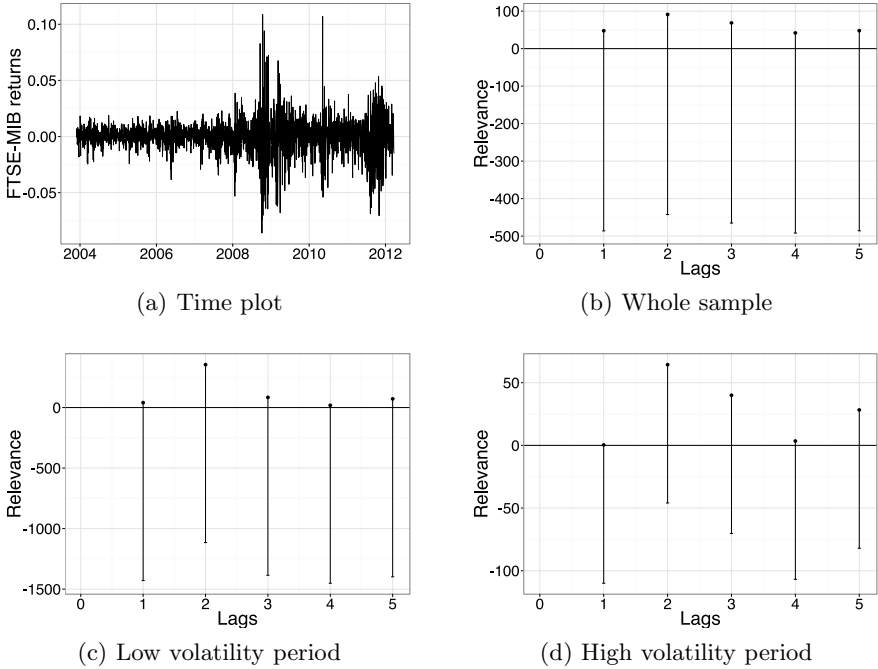 FTSE-MIB returns
0.10
0.05
0.00
-0.05
2004 2006 2008 2010 2012
(a) Time plot
Relevance
100
0
-100
-200
-300
-400
-500
0 1 2 3 4 5
Lags
(b) Whole sample
Relevance
0
-500
-1000
-1500
0 1 2 3 4 5
Lags
(c) Low volatility period
Relevance
50
0
-50
-100
0 1 2 3 4 5
Lags
(d) High volatility period